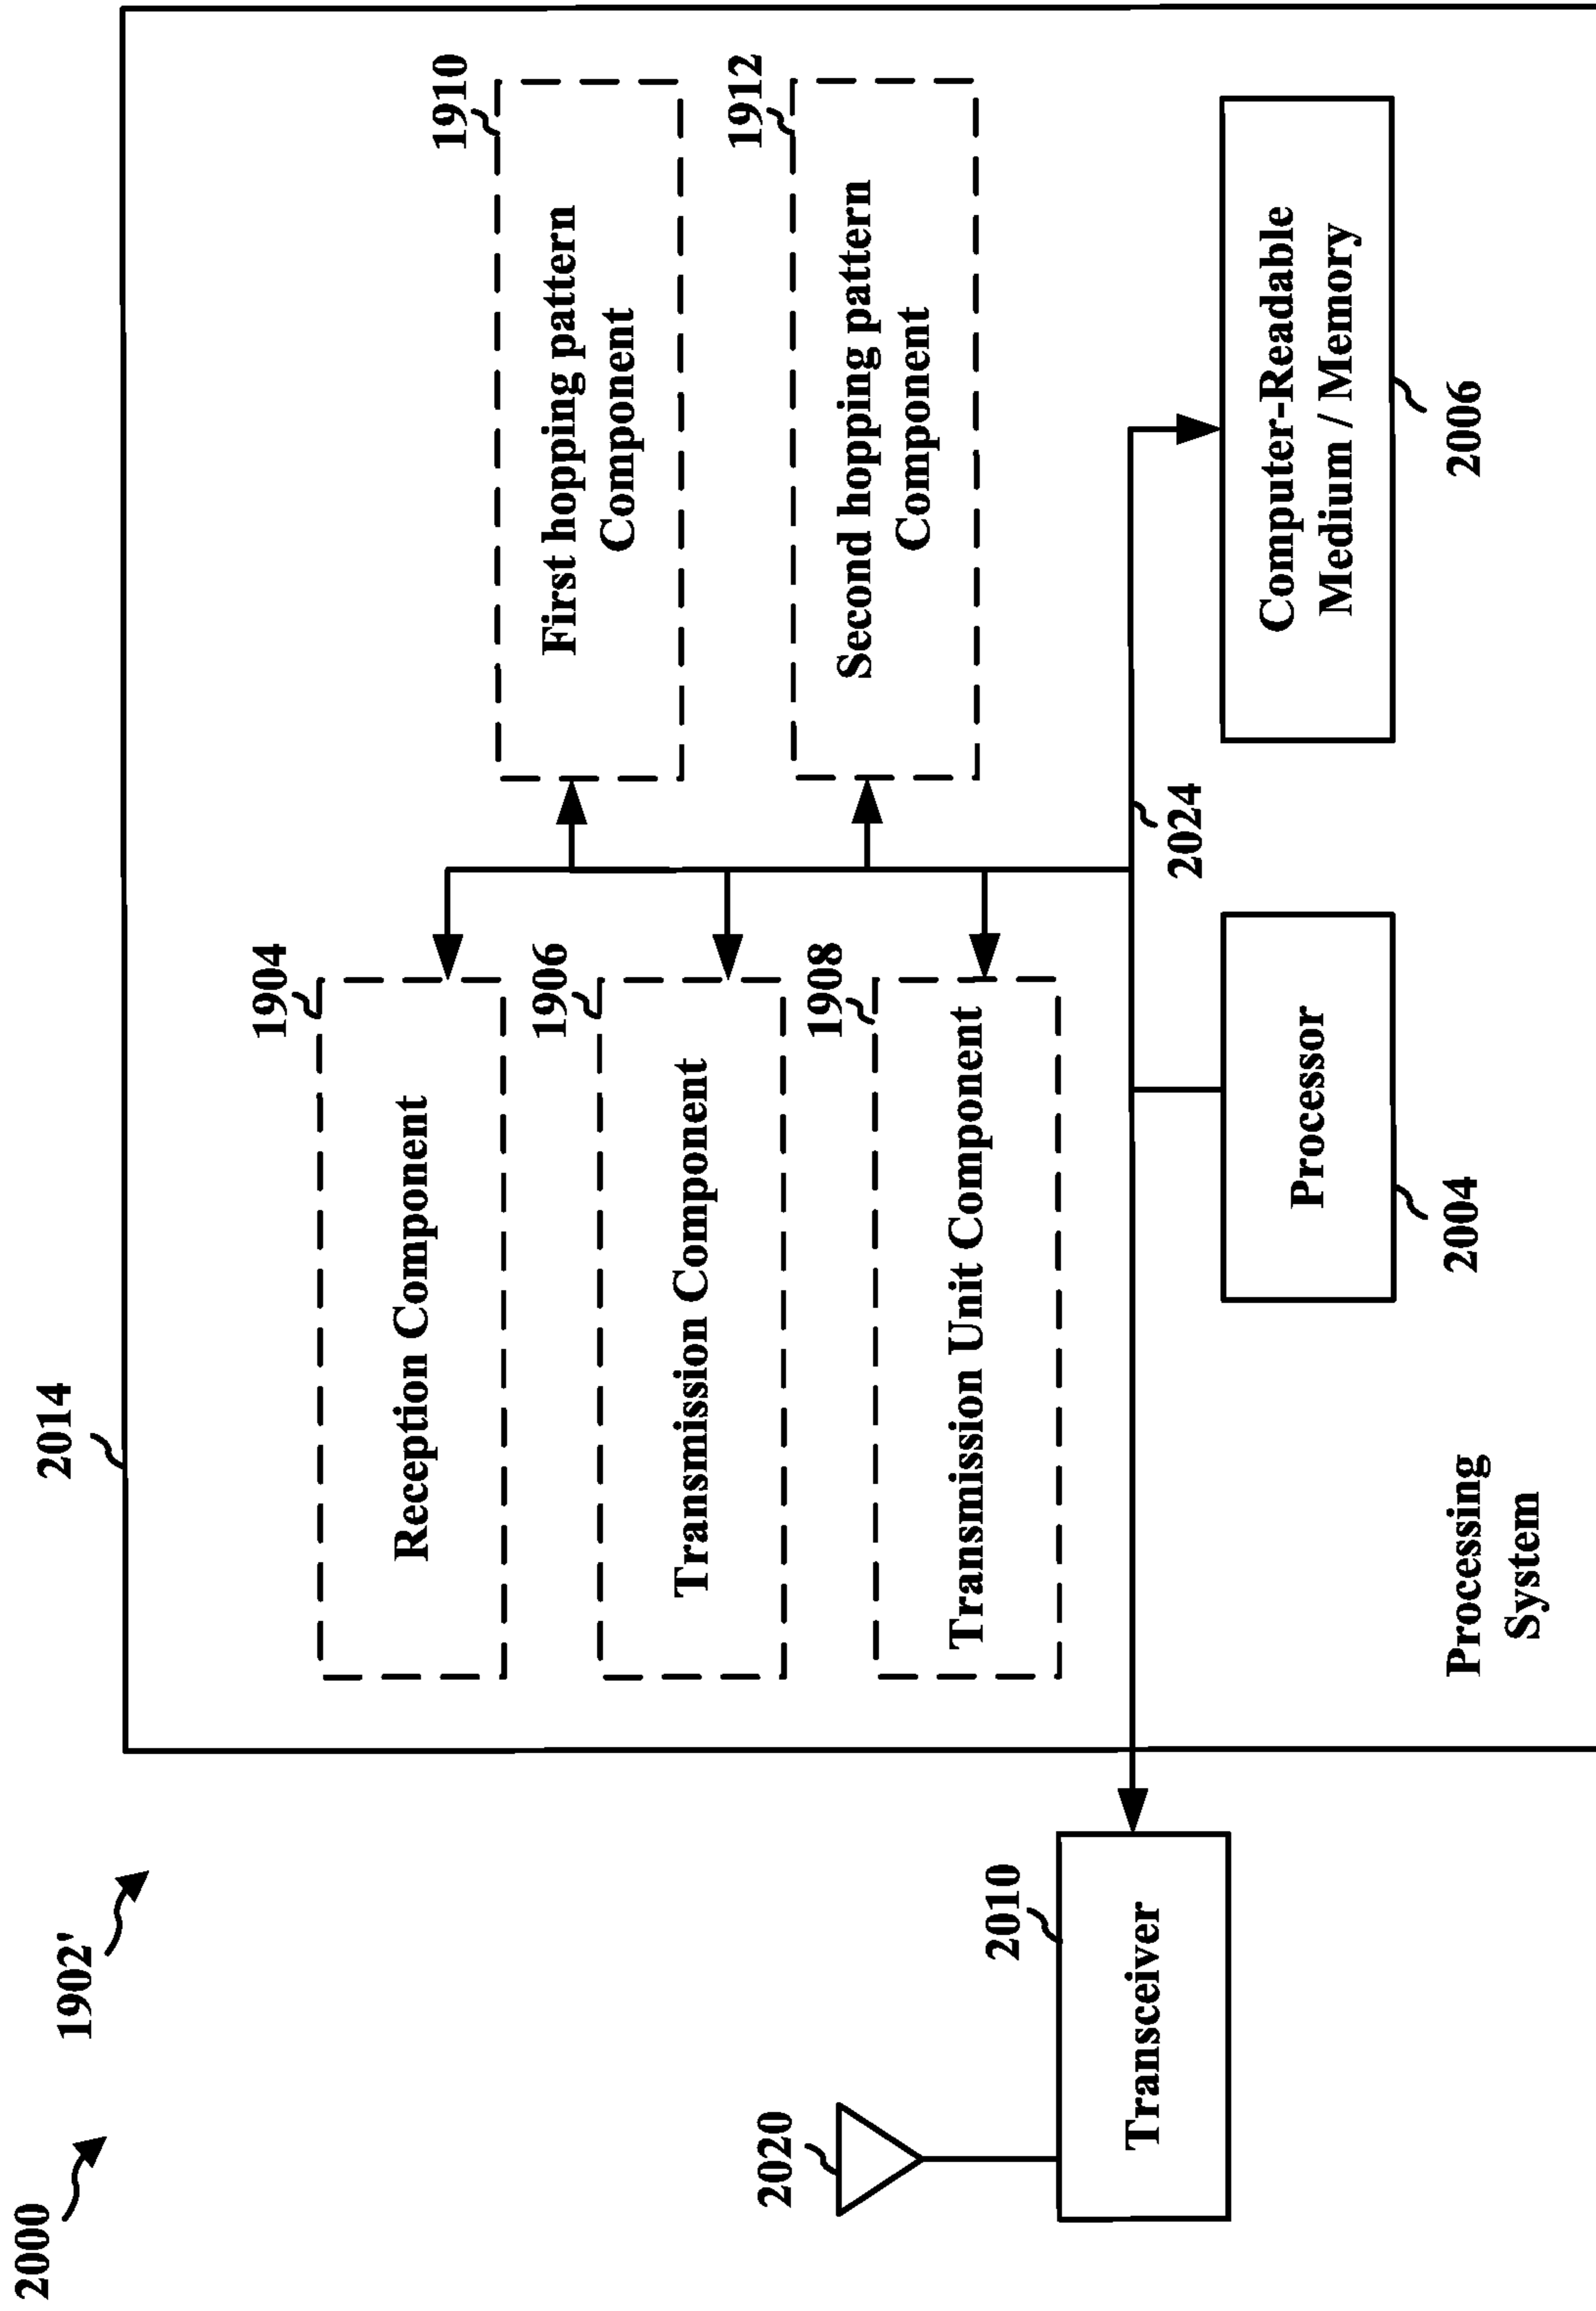 2000
1902'
2014
1904
Reception Component
1906
Transmission Component
1908
Transmission Unit Component
1910
First hopping pattern
Component
1912
Second hopping pattern
Component
2020
2010
Transceiver
2024
Processor
2004
Computer-Readable
Medium / Memory
2006
Processing
System